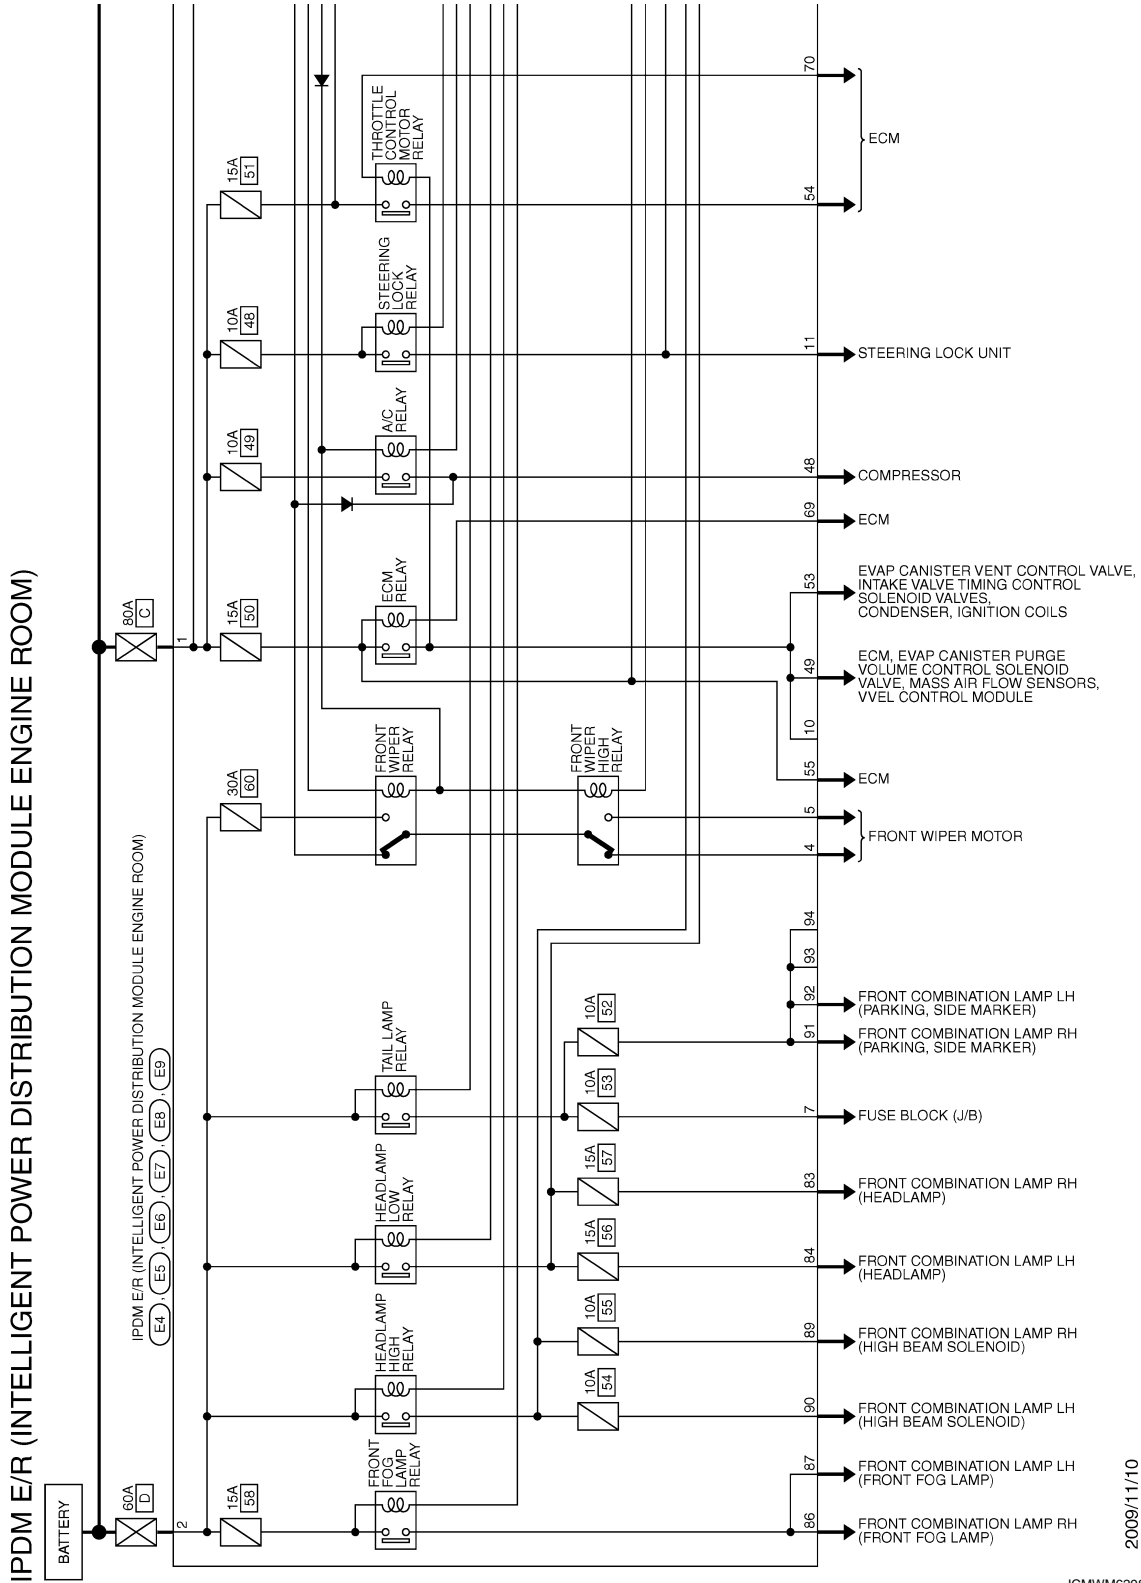 IPDM E/R (INTELLIGENT POWER DISTRIBUTION MODULE ENGINE ROOM)
BATTERY
60A
D
80A
C
2
1
IPDM E/R (INTELLIGENT POWER DISTRIBUTION MODULE ENGINE ROOM)
E4 , E5 , E6 , E7 , E8 , E9
15A
51
THROTTLE
CONTROL
MOTOR
RELAY
70
54
ECM
10A
48
STEERING
LOCK
RELAY
11
STEERING LOCK UNIT
10A
49
A/C
RELAY
48
COMPRESSOR
69
ECM
15A
50
ECM
RELAY
53
EVAP CANISTER VENT CONTROL VALVE,
INTAKE VALVE TIMING CONTROL
SOLENOID VALVES,
CONDENSER, IGNITION COILS
49
ECM, EVAP CANISTER PURGE
VOLUME CONTROL SOLENOID
VALVE, MASS AIR FLOW SENSORS,
VVEL CONTROL MODULE
10
55
ECM
30A
60
FRONT
WIPER
RELAY
FRONT
WIPER
HIGH
RELAY
5
4
FRONT WIPER MOTOR
94
93
92
FRONT COMBINATION LAMP LH
(PARKING, SIDE MARKER)
91
FRONT COMBINATION LAMP RH
(PARKING, SIDE MARKER)
TAIL LAMP
RELAY
10A
52
10A
53
7
FUSE BLOCK (J/B)
HEADLAMP
LOW
RELAY
15A
57
83
FRONT COMBINATION LAMP RH
(HEADLAMP)
15A
56
84
FRONT COMBINATION LAMP LH
(HEADLAMP)
HEADLAMP
HIGH
RELAY
10A
55
89
FRONT COMBINATION LAMP RH
(HIGH BEAM SOLENOID)
10A
54
90
FRONT COMBINATION LAMP LH
(HIGH BEAM SOLENOID)
15A
58
FRONT
FOG
LAMP
RELAY
87
FRONT COMBINATION LAMP LH
(FRONT FOG LAMP)
86
FRONT COMBINATION LAMP RH
(FRONT FOG LAMP)
2009/11/10